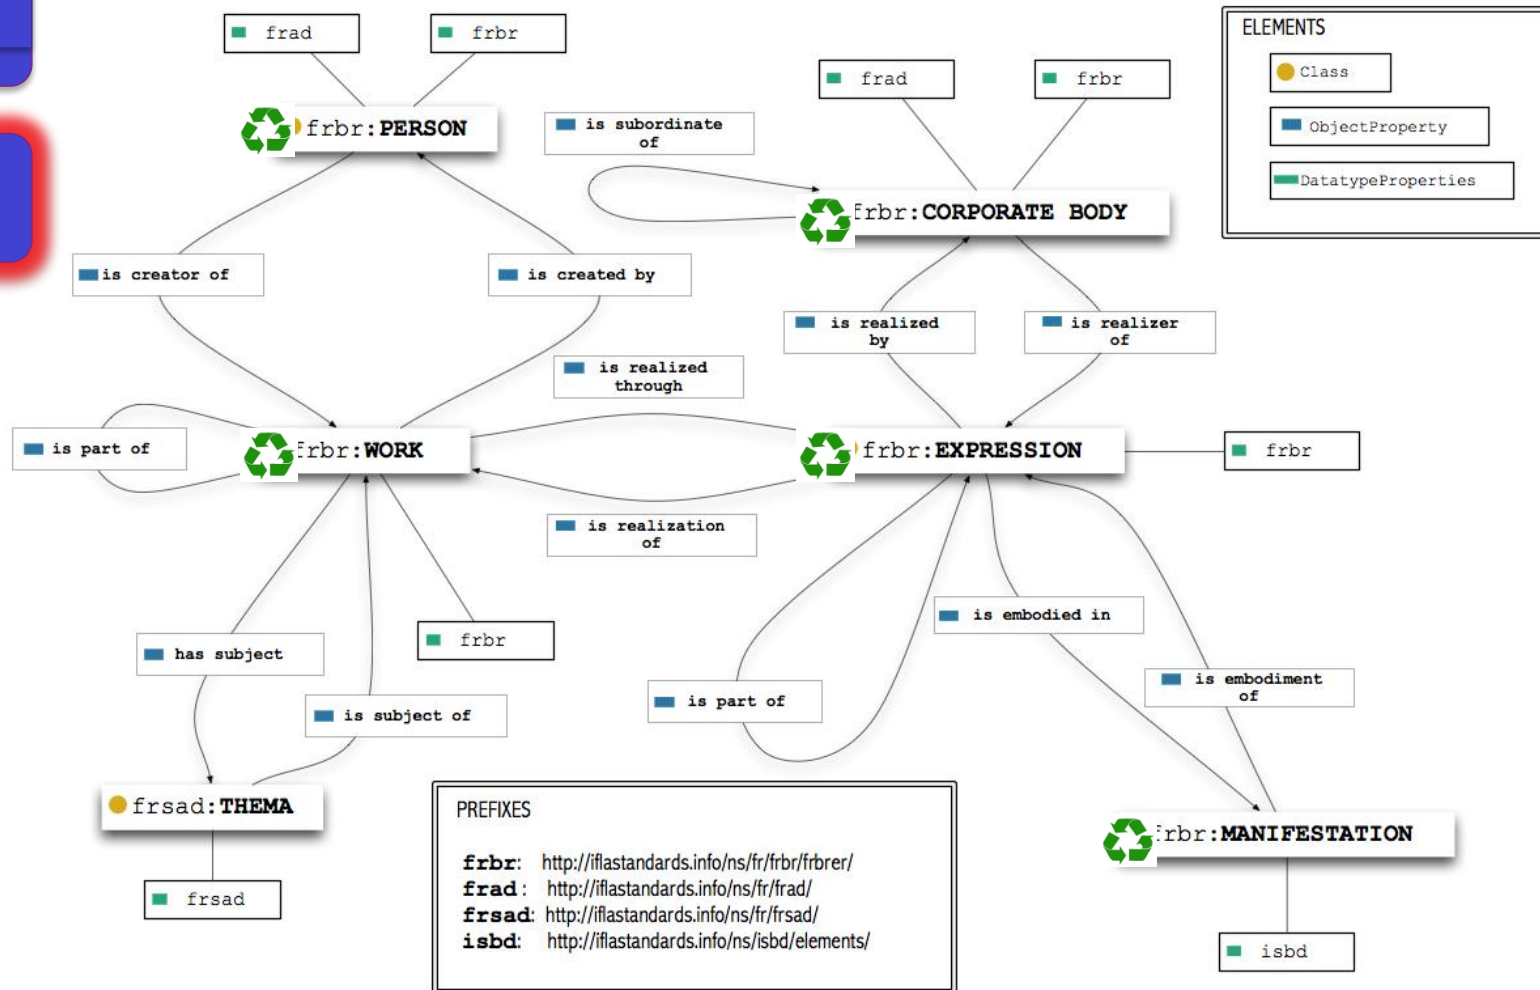 frad
frbr
ELEMENTS
Class
ObjectProperty
DatatypeProperties
frad
frbr
frbr:PERSON
is subordinate
of
frbr:CORPORATE BODY
is creator of
is created by
is realized
by
is realizer
of
is realized
through
is part of
frbr:WORK
frbr:EXPRESSION
frbr
is realization
of
has subject
frbr
is embodied in
is subject of
is part of
is embodiment
of
frsad:THEMA
frbr:MANIFESTATION
frsad
isbd
PREFIXES
frbr: http://iflastandards.info/ns/fr/frbr/frbrer/
frad : http://iflastandards.info/ns/fr/frad/
frsad: http://iflastandards.info/ns/fr/frsad/
isbd: http://iflastandards.info/ns/isbd/elements/